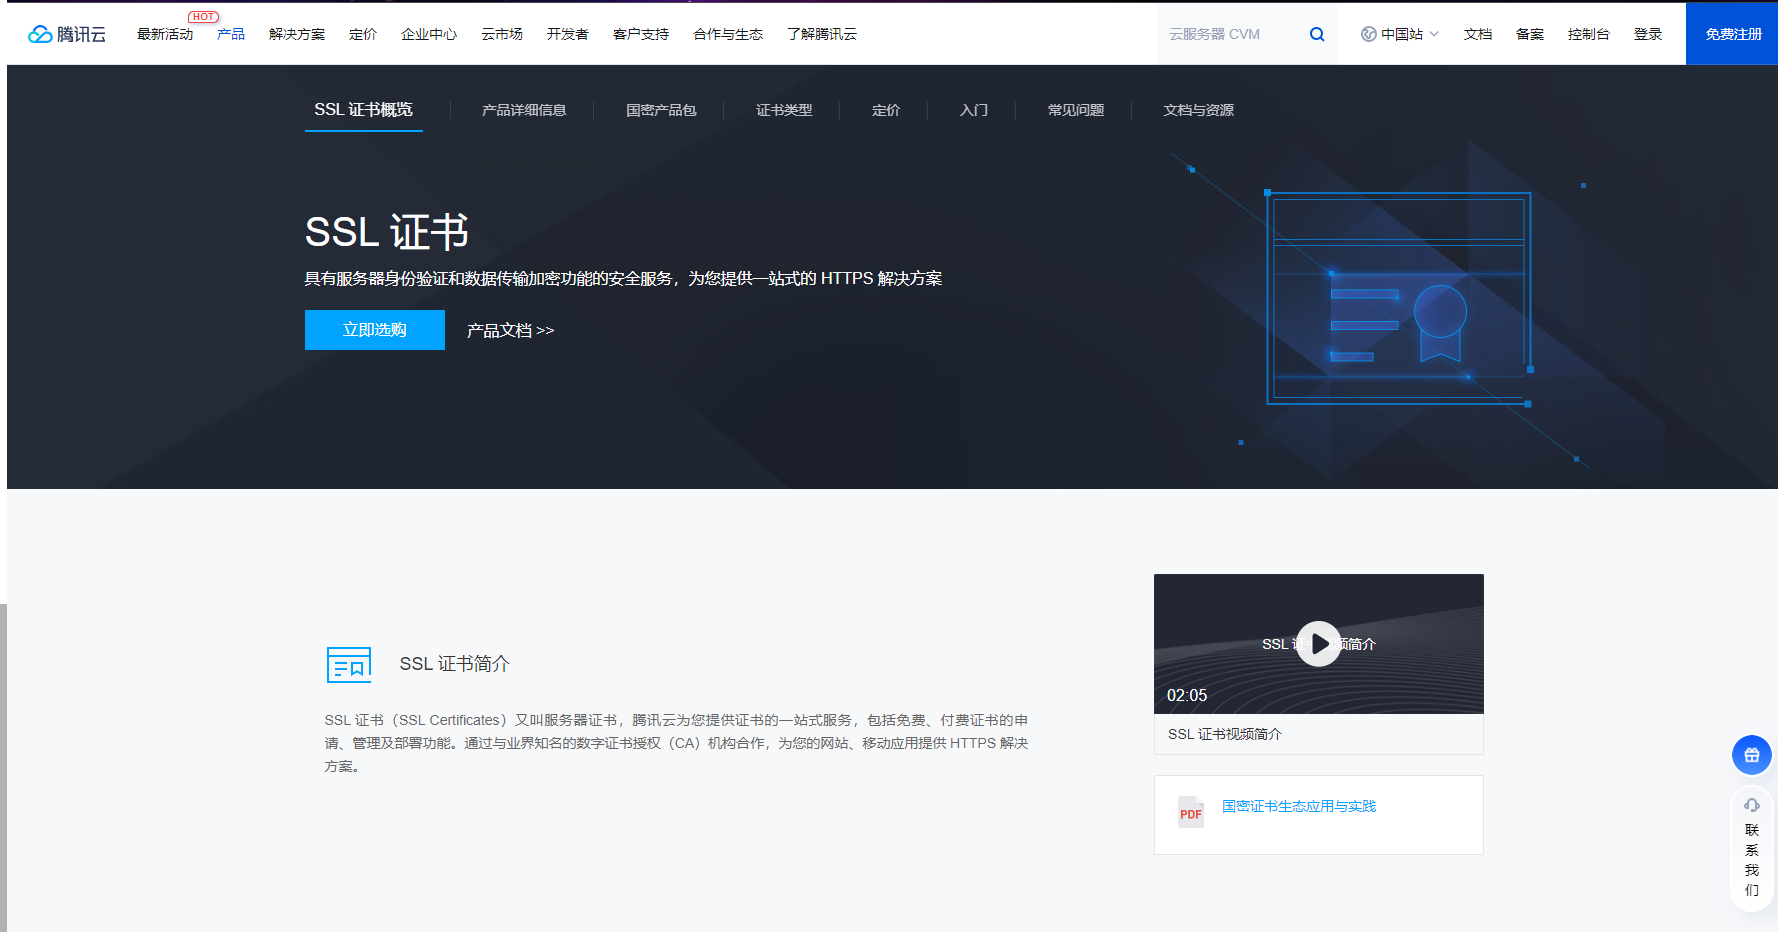 腾讯云
最新活动
HOT
产品
解决方案
定价
企业中心
云市场
开发者
客户支持
合作与生态
了解腾讯云
云服务器 CVM
中国站
文档
备案
控制台
登录
免费注册
SSL 证书概览
产品详细信息
国密产品包
证书类型
定价
入门
常见问题
文档与资源
SSL 证书
具有服务器身份验证和数据传输加密功能的安全服务，为您提供一站式的 HTTPS 解决方案
立即选购
产品文档 >>
SSL 证书简介
SSL 证书（SSL Certificates）又叫服务器证书，腾讯云为您提供证书的一站式服务，包括免费、付费证书的申
请、管理及部署功能。通过与业界知名的数字证书授权（CA）机构合作，为您的网站、移动应用提供 HTTPS 解决
方案。
SSL 证书视频简介
02:05
SSL 证书视频简介
PDF
国密证书生态应用与实践
联
系
我
们